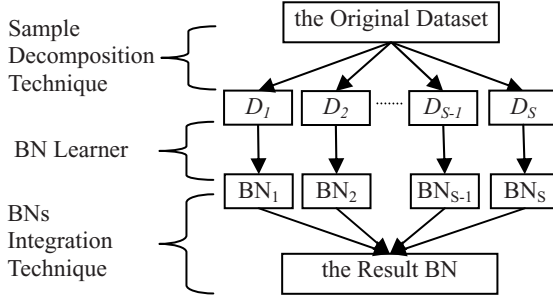 Sample
Decomposition
Technique
the Original Dataset
D1 D2 ........ DS-1 DS
BN Learner
BN1 BN2 BNS-1 BNS
BNs
Integration
Technique
the Result BN